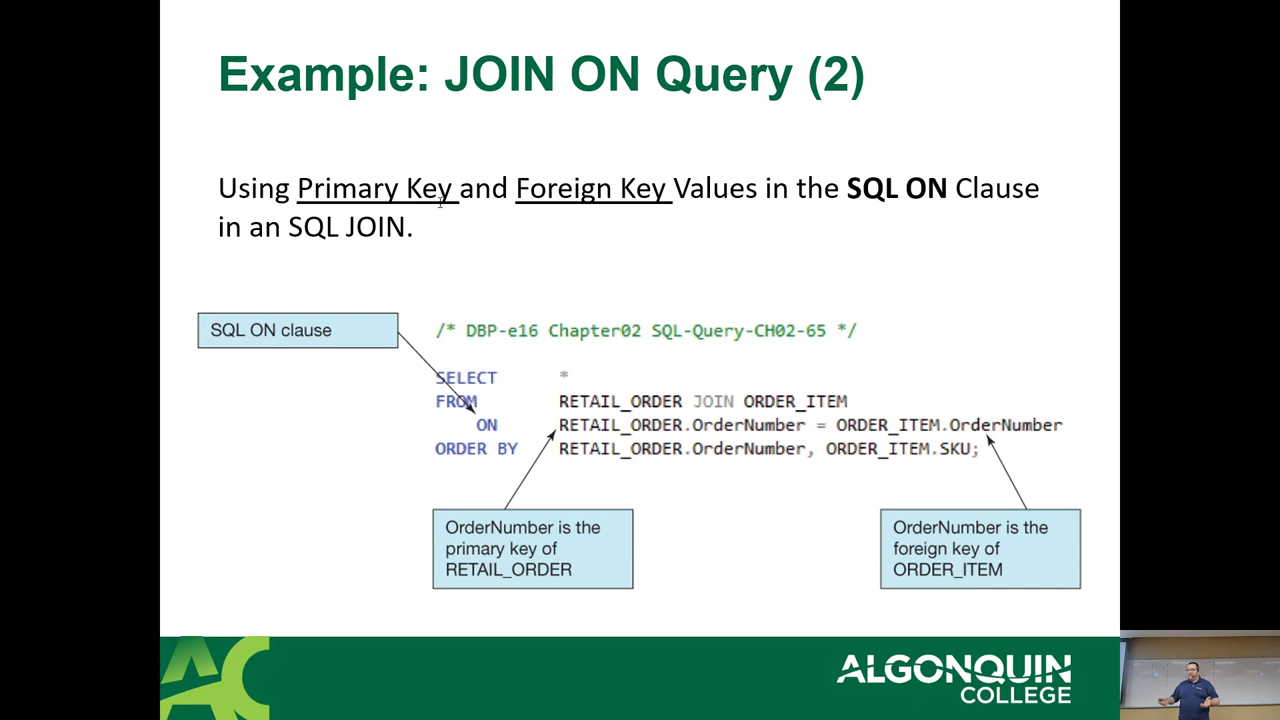 Example: JOIN ON Query (2)
Using Primary Key and Foreign Key Values in the SQL ON Clause
in an SQL JOIN.
SQL ON clause
/* DBP-e16 Chapter02 SQL-Query-CH02-65 */
SELECT *
FROM RETAIL_ORDER JOIN ORDER_ITEM
ON RETAIL_ORDER.OrderNumber = ORDER_ITEM.OrderNumber
ORDER BY RETAIL_ORDER.OrderNumber, ORDER_ITEM.SKU;
OrderNumber is the
primary key of
RETAIL_ORDER
OrderNumber is the
foreign key of
ORDER_ITEM
AC
ALGONQUIN
COLLEGE